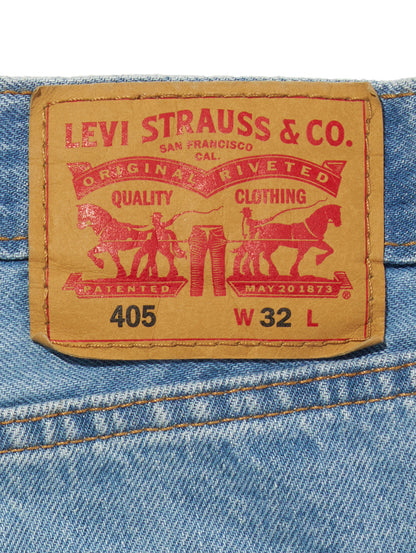 LEVI STRAUSS & CO.
SAN FRANCISCO
CAL.
ORIGINAL RIVETED
QUALITY CLOTHING
PATENTED MAY 20 1873 ®
405 W 32 L